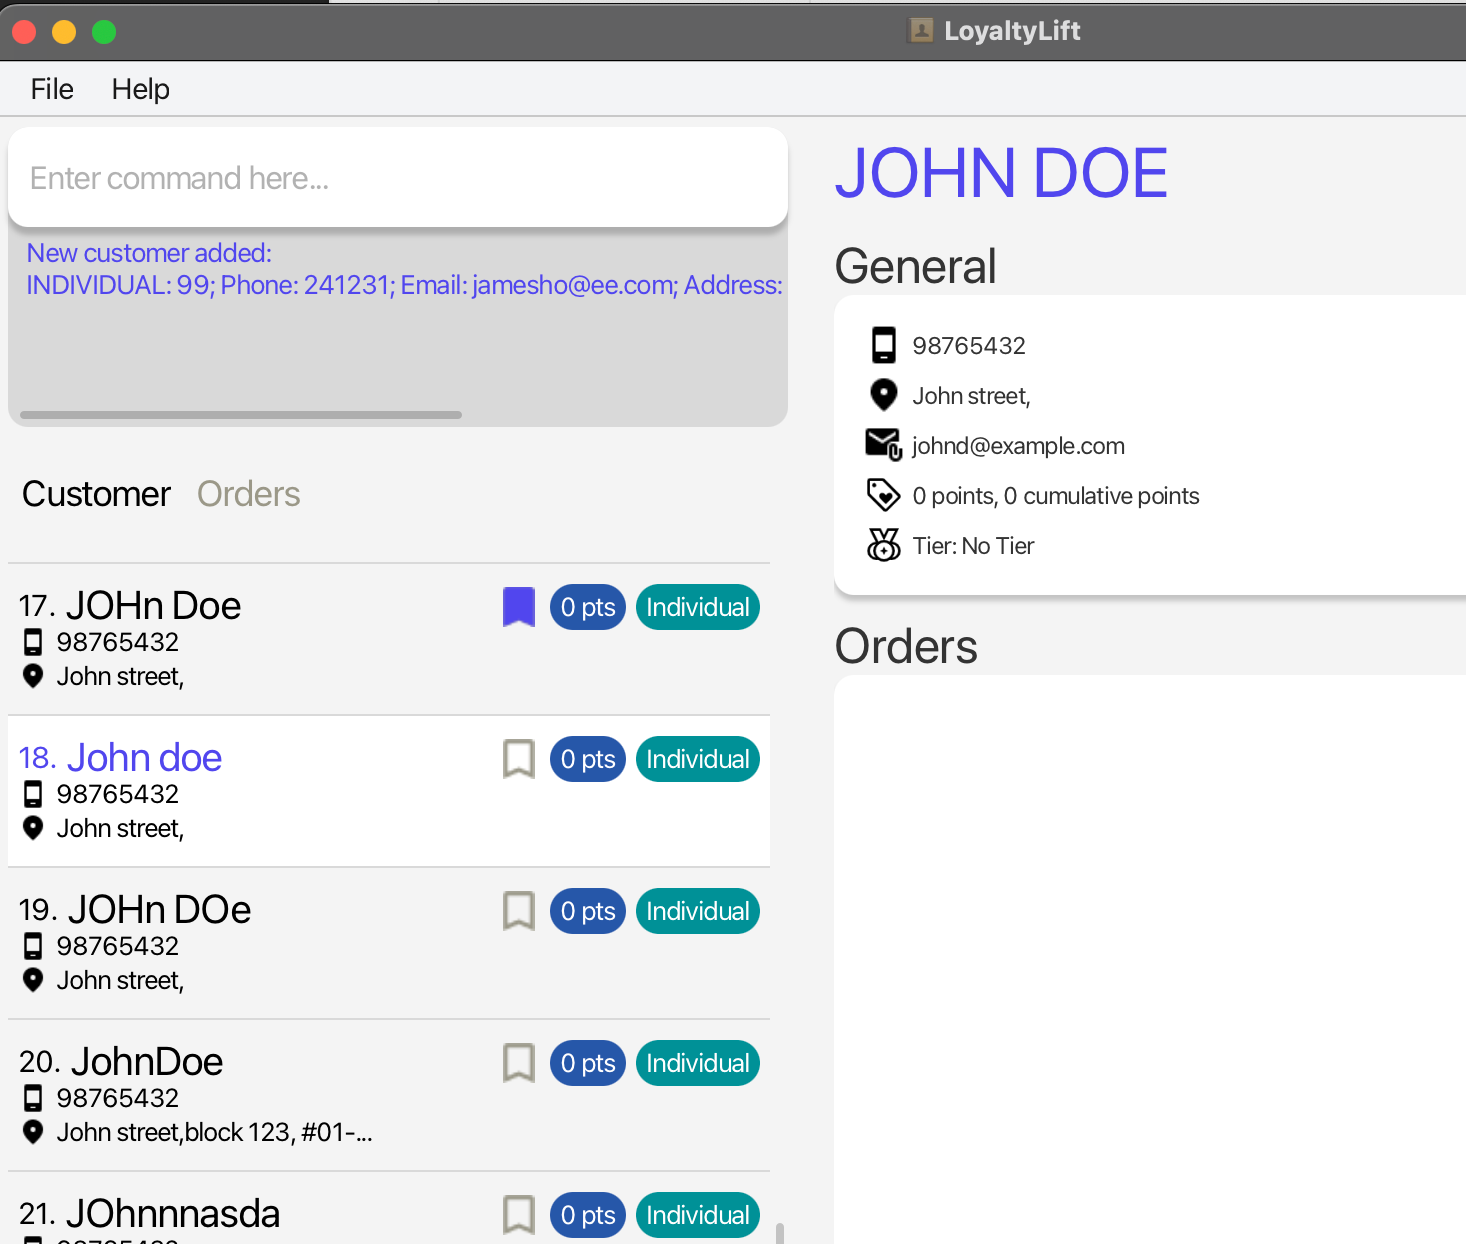 LoyaltyLift
File Help
Enter command here...
New customer added:
INDIVIDUAL: 99; Phone: 241231; Email: jamesho@ee.com; Address:
Customer Orders
17. JOHn Doe 0 pts Individual
98765432
John street,
18. John doe 0 pts Individual
98765432
John street,
19. JOHn DOe 0 pts Individual
98765432
John street,
20. JohnDoe 0 pts Individual
98765432
John street,block 123, #01-...
21. JOhnnnasda 0 pts Individual
JOHN DOE
General
98765432
John street,
johnd@example.com
0 points, 0 cumulative points
Tier: No Tier
Orders